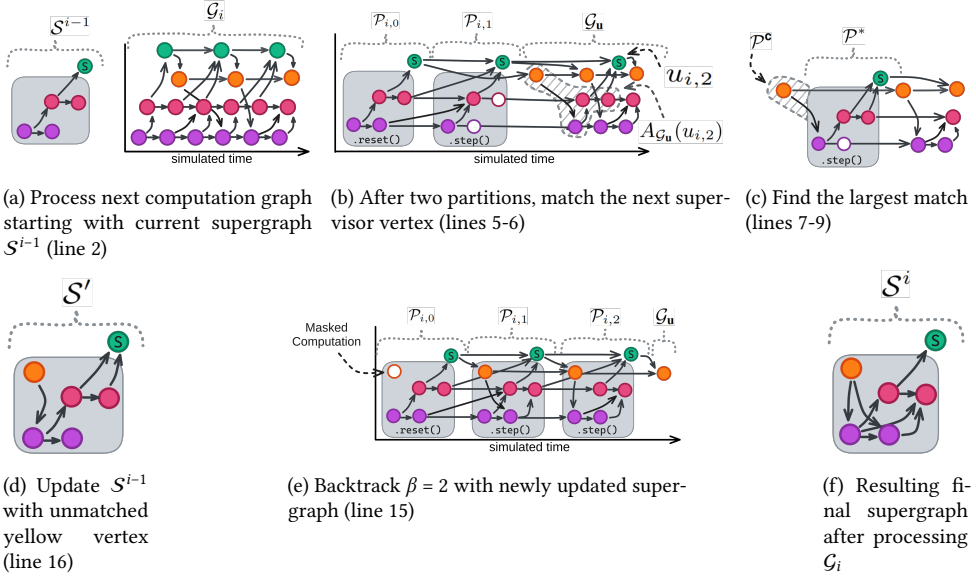 S^{i−1}
G_i
S
simulated time
(a) Process next computation graph
starting with current supergraph
S^{i−1} (line 2)
P_{i,0}
P_{i,1}
G_u
S
S
S
u_{i,2}
A_{G_u}(u_{i,2})
.reset()
.step()
simulated time
(b) After two partitions, match the next super-
visor vertex (lines 5-6)
P^c
P^*
S
.step()
(c) Find the largest match
(lines 7-9)
S′
S
(d) Update S^{i−1}
with unmatched
yellow vertex
(line 16)
Masked
Computation
P_{i,0}
P_{i,1}
P_{i,2}
G_u
S
S
S
.reset()
.step()
.step()
simulated time
(e) Backtrack β = 2 with newly updated super-
graph (line 15)
S^i
S
(f) Resulting fi-
nal supergraph
after processing
G_i